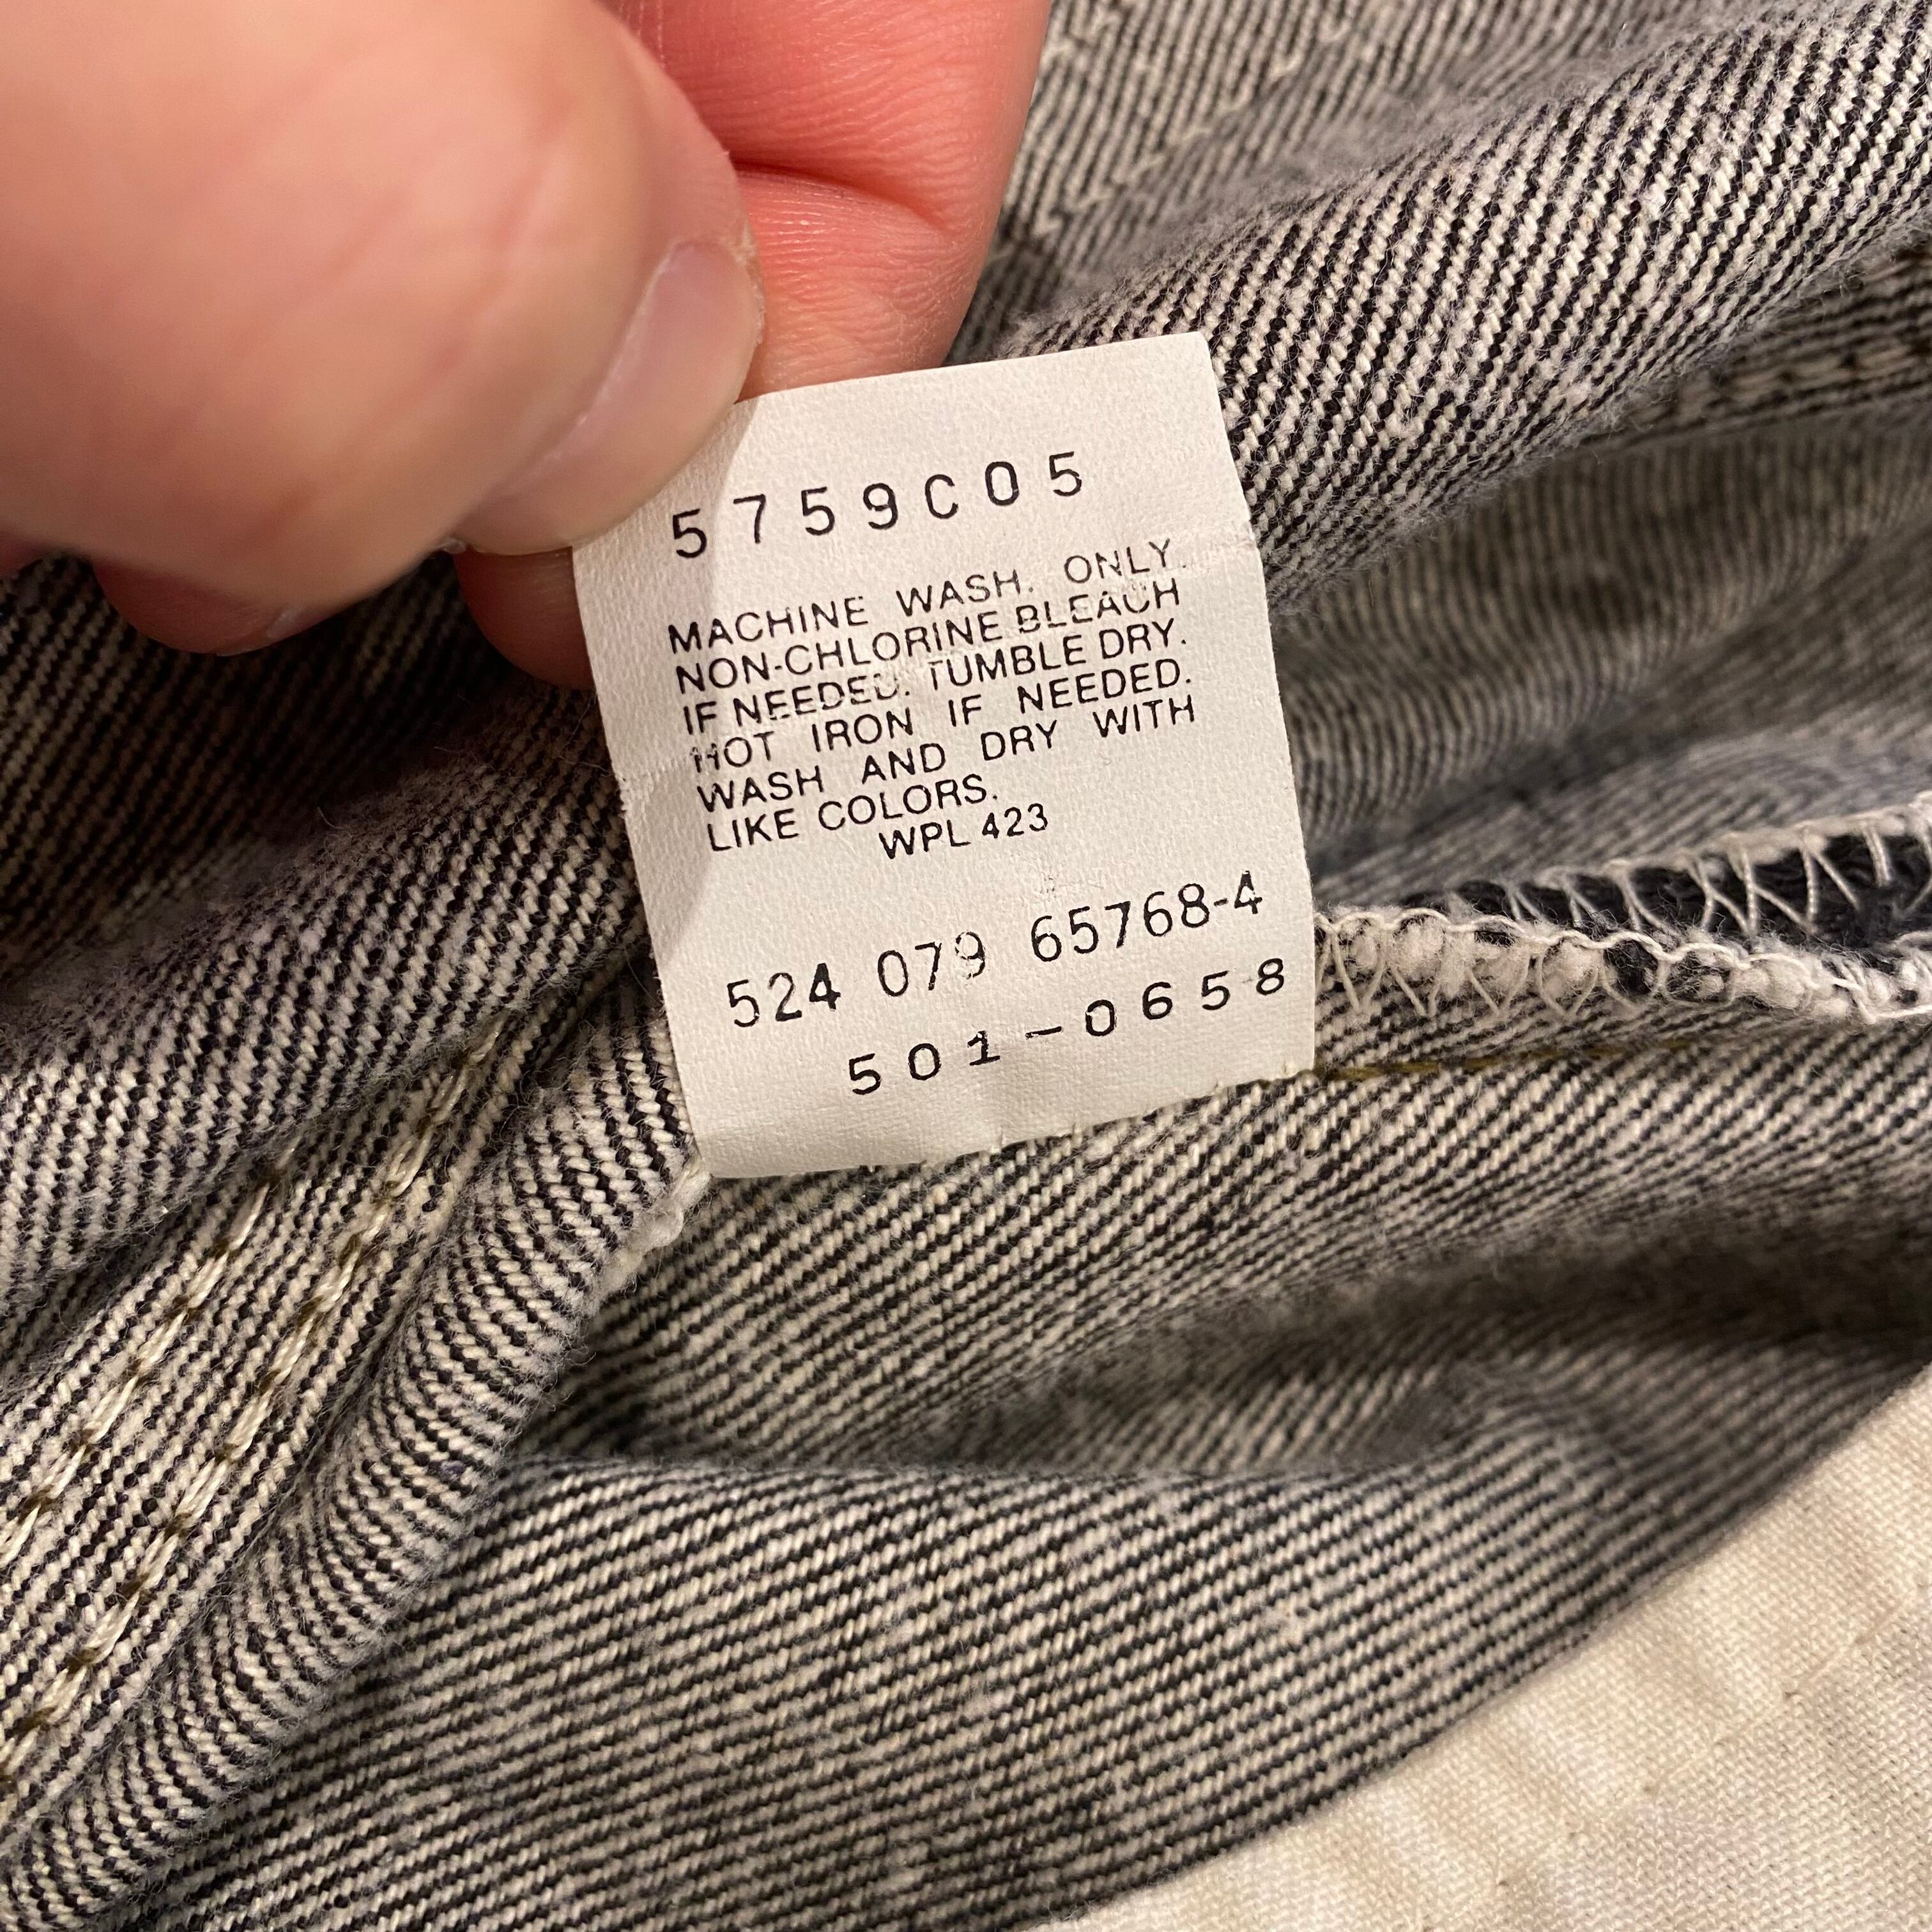 5759C05
MACHINE WASH. ONLY
NON-CHLORINE BLEACH
IF NEEDED. TUMBLE DRY.
HOT IRON IF NEEDED.
WASH AND DRY WITH
LIKE COLORS.
WPL 423
524 079 65768-4
501-0658